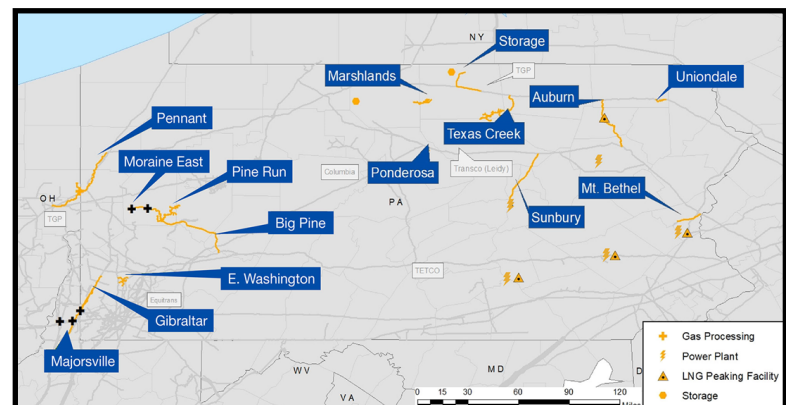 NY
Storage
Marshlands
TGP
Uniondale
Auburn
Pennant
Texas Creek
Moraine East
Pine Run
Columbia
Ponderosa
Transco (Leidy)
OH
PA
Mt. Bethel
TGP
Big Pine
Sunbury
E. Washington
TETCO
Equitrans
Gibraltar
Majorsville
Gas Processing
Power Plant
LNG Peaking Facility
Storage
WV
MD
D
VA
0 15 30 60 90 120
Miles